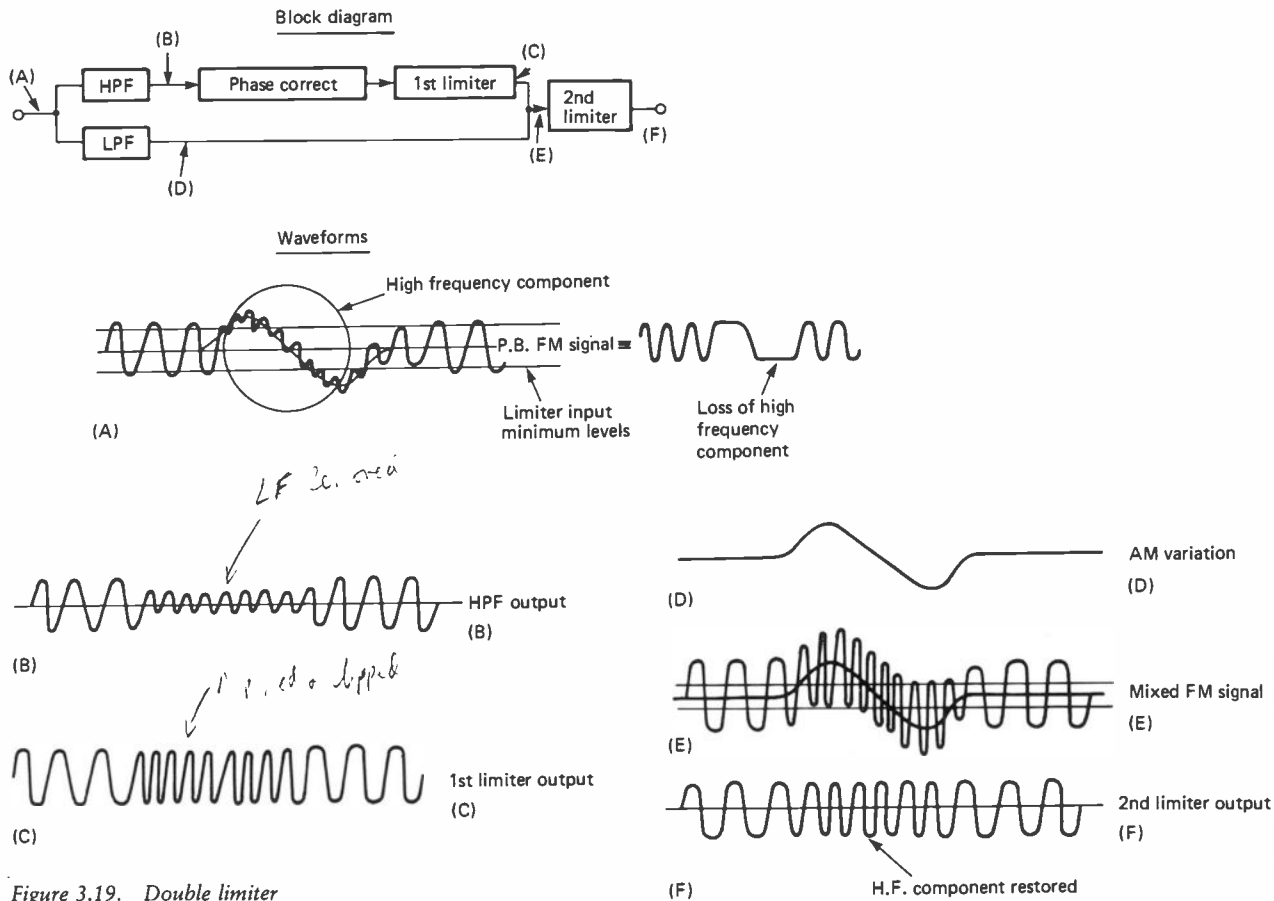 Block diagram
(A)
(B)
(C)
HPF
Phase correct
1st limiter
2nd
limiter
LPF
(D)
(E)
(F)
Waveforms
High frequency component
P.B. FM signal ≡
Limiter input
minimum levels
Loss of high
frequency
component
(A)
LF
HPF output
(B)
(B)
1st limiter output
(C)
(C)
AM variation
(D)
(D)
Mixed FM signal
(E)
(E)
2nd limiter output
(F)
H.F. component restored
(F)
Figure 3.19. Double limiter